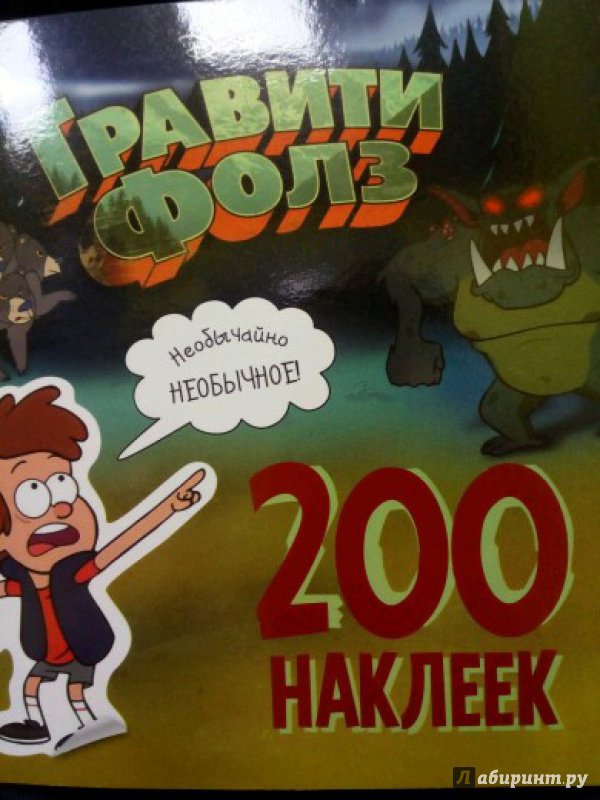 ГРАВИТИ
ФОЛЗ
Необычайно
НЕОБЫЧНОЕ!
200
НАКЛЕЕК
Лабиринт.ру